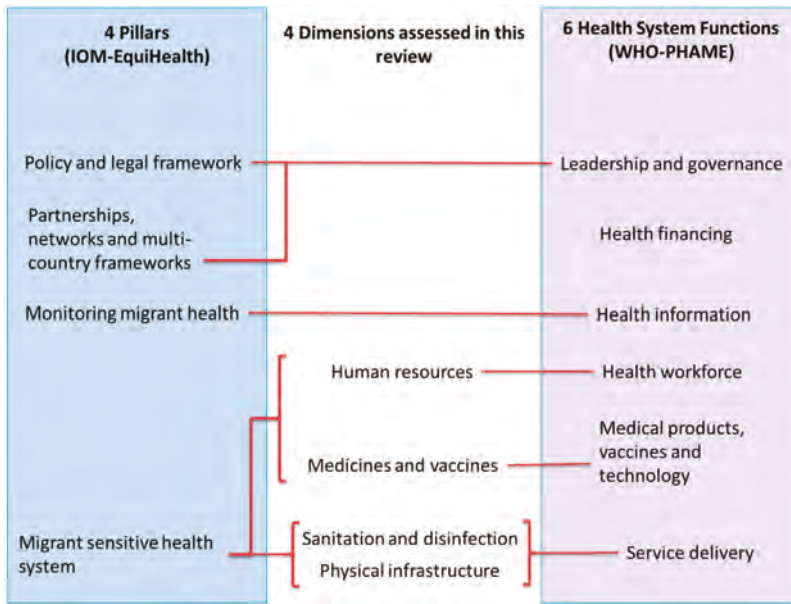 4 Pillars
(IOM-EquiHealth)
4 Dimensions assessed in this
review
6 Health System Functions
(WHO-PHAME)
Policy and legal framework
Leadership and governance
Partnerships,
networks and multi-
country frameworks
Health financing
Monitoring migrant health
Health information
Human resources
Health workforce
Medicines and vaccines
Medical products,
vaccines and
technology
Migrant sensitive health
system
Sanitation and disinfection
Physical infrastructure
Service delivery